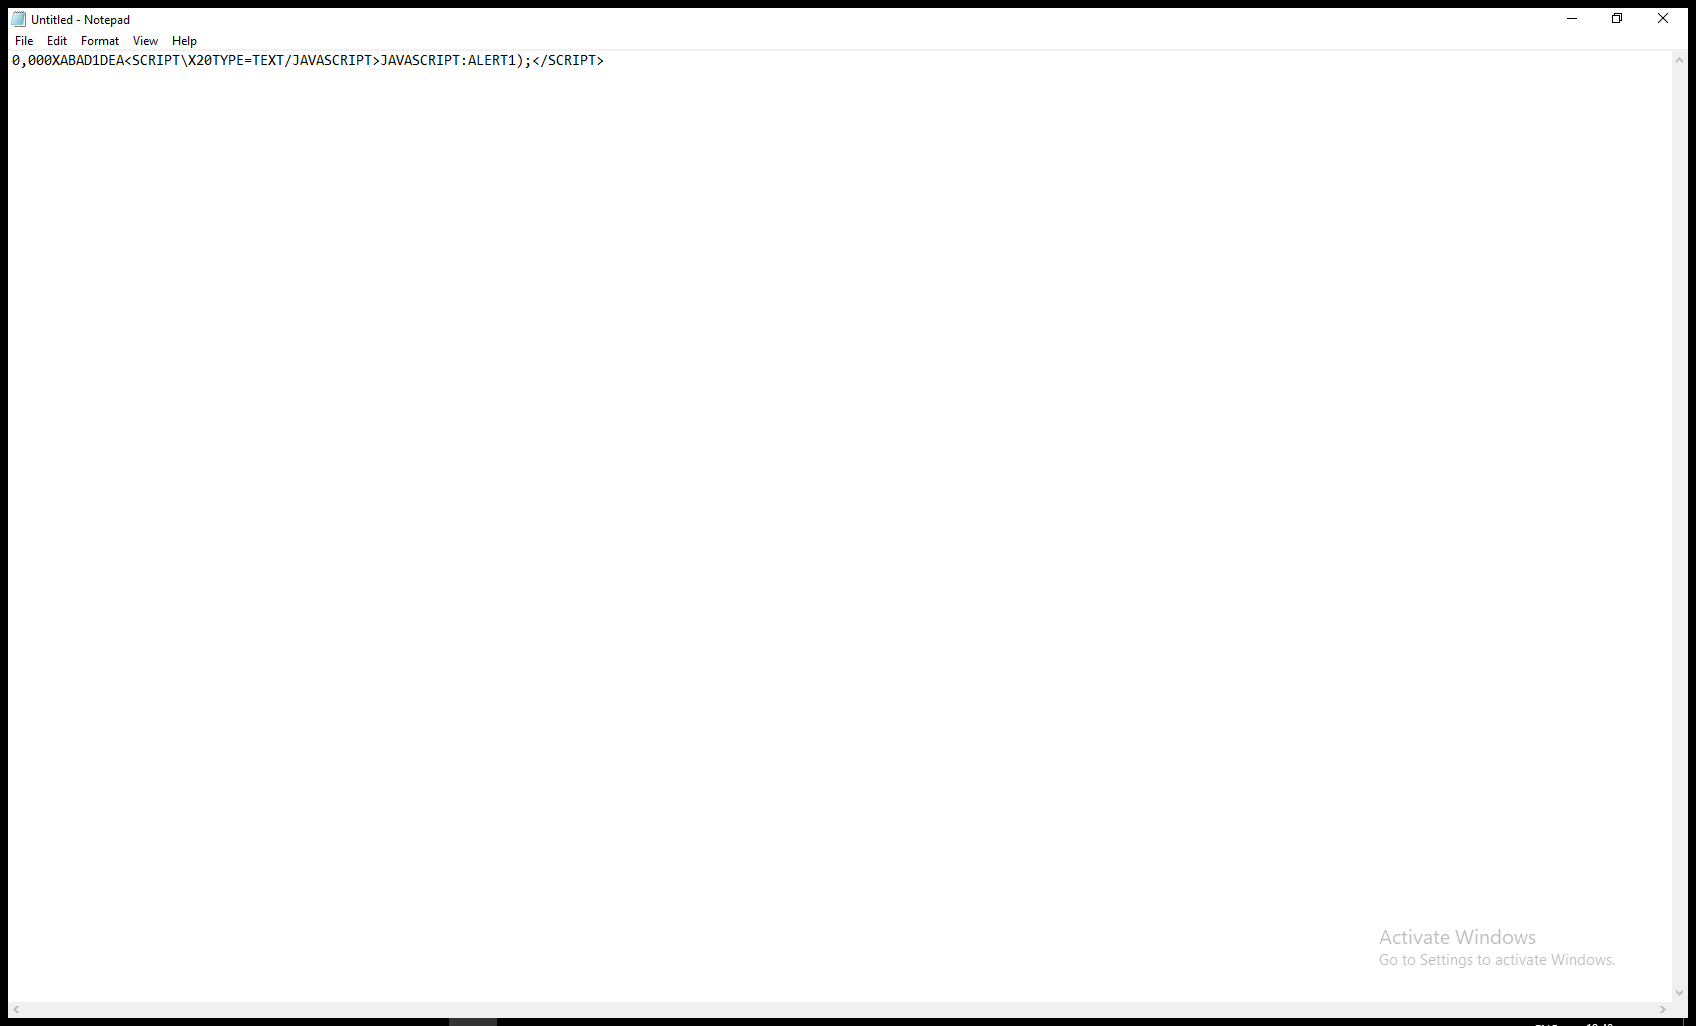 Untitled - Notepad
File Edit Format View Help
0,000XABAD1DEA<SCRIPT\X20TYPE=TEXT/JAVASCRIPT>JAVASCRIPT:ALERT1);</SCRIPT>
Activate Windows
Go to Settings to activate Windows.